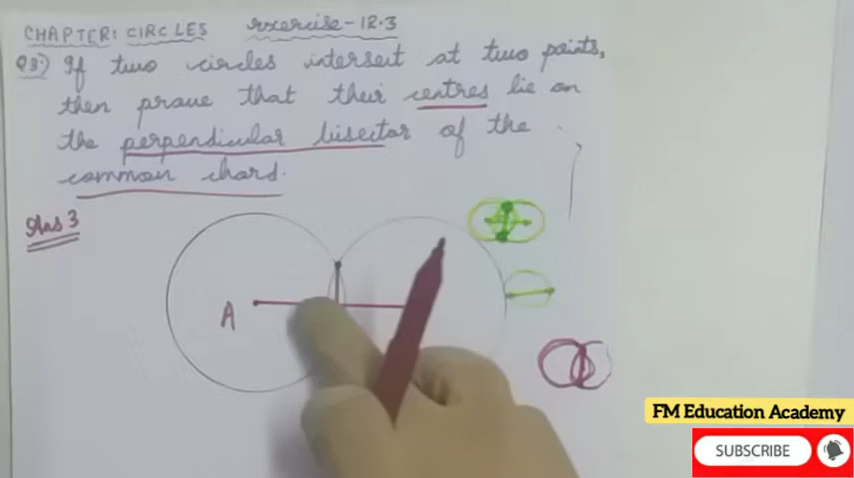 CHAPTER: CIRCLES exercise-12.3
Q3:) If two circles interseit at two points,
then prove that their centres lie on
the perpendicular bisector of the
common chord.
Ans 3
A
FM Education Academy
SUBSCRIBE